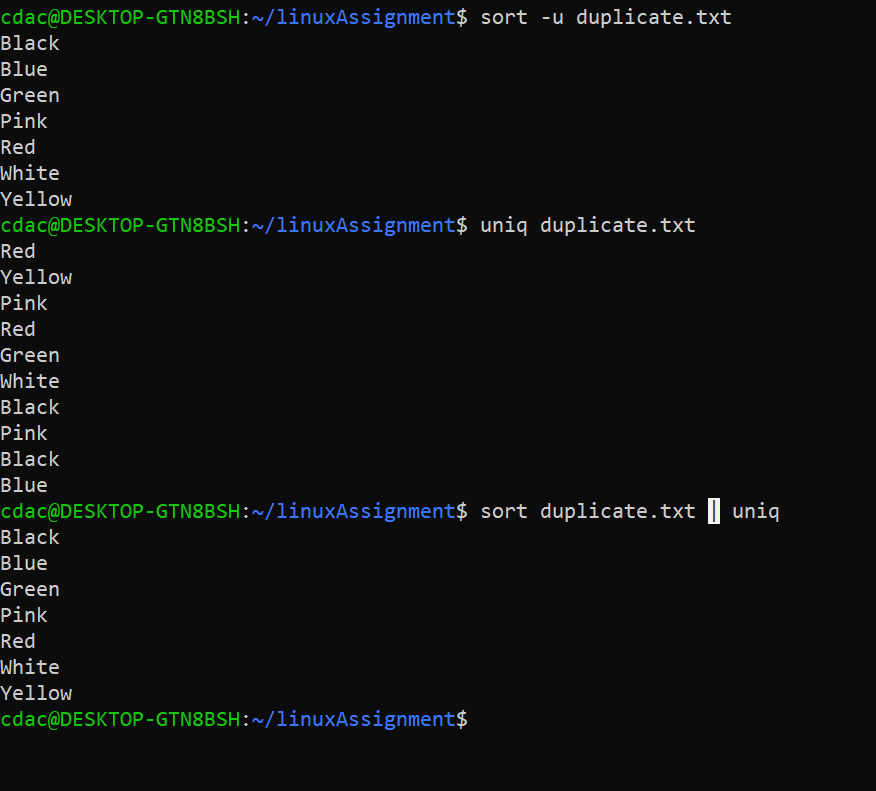 cdac@DESKTOP-GTN8BSH:~/linuxAssignment$ sort -u duplicate.txt
Black
Blue
Green
Pink
Red
White
Yellow
cdac@DESKTOP-GTN8BSH:~/linuxAssignment$ uniq duplicate.txt
Red
Yellow
Pink
Red
Green
White
Black
Pink
Black
Blue
cdac@DESKTOP-GTN8BSH:~/linuxAssignment$ sort duplicate.txt | uniq
Black
Blue
Green
Pink
Red
White
Yellow
cdac@DESKTOP-GTN8BSH:~/linuxAssignment$